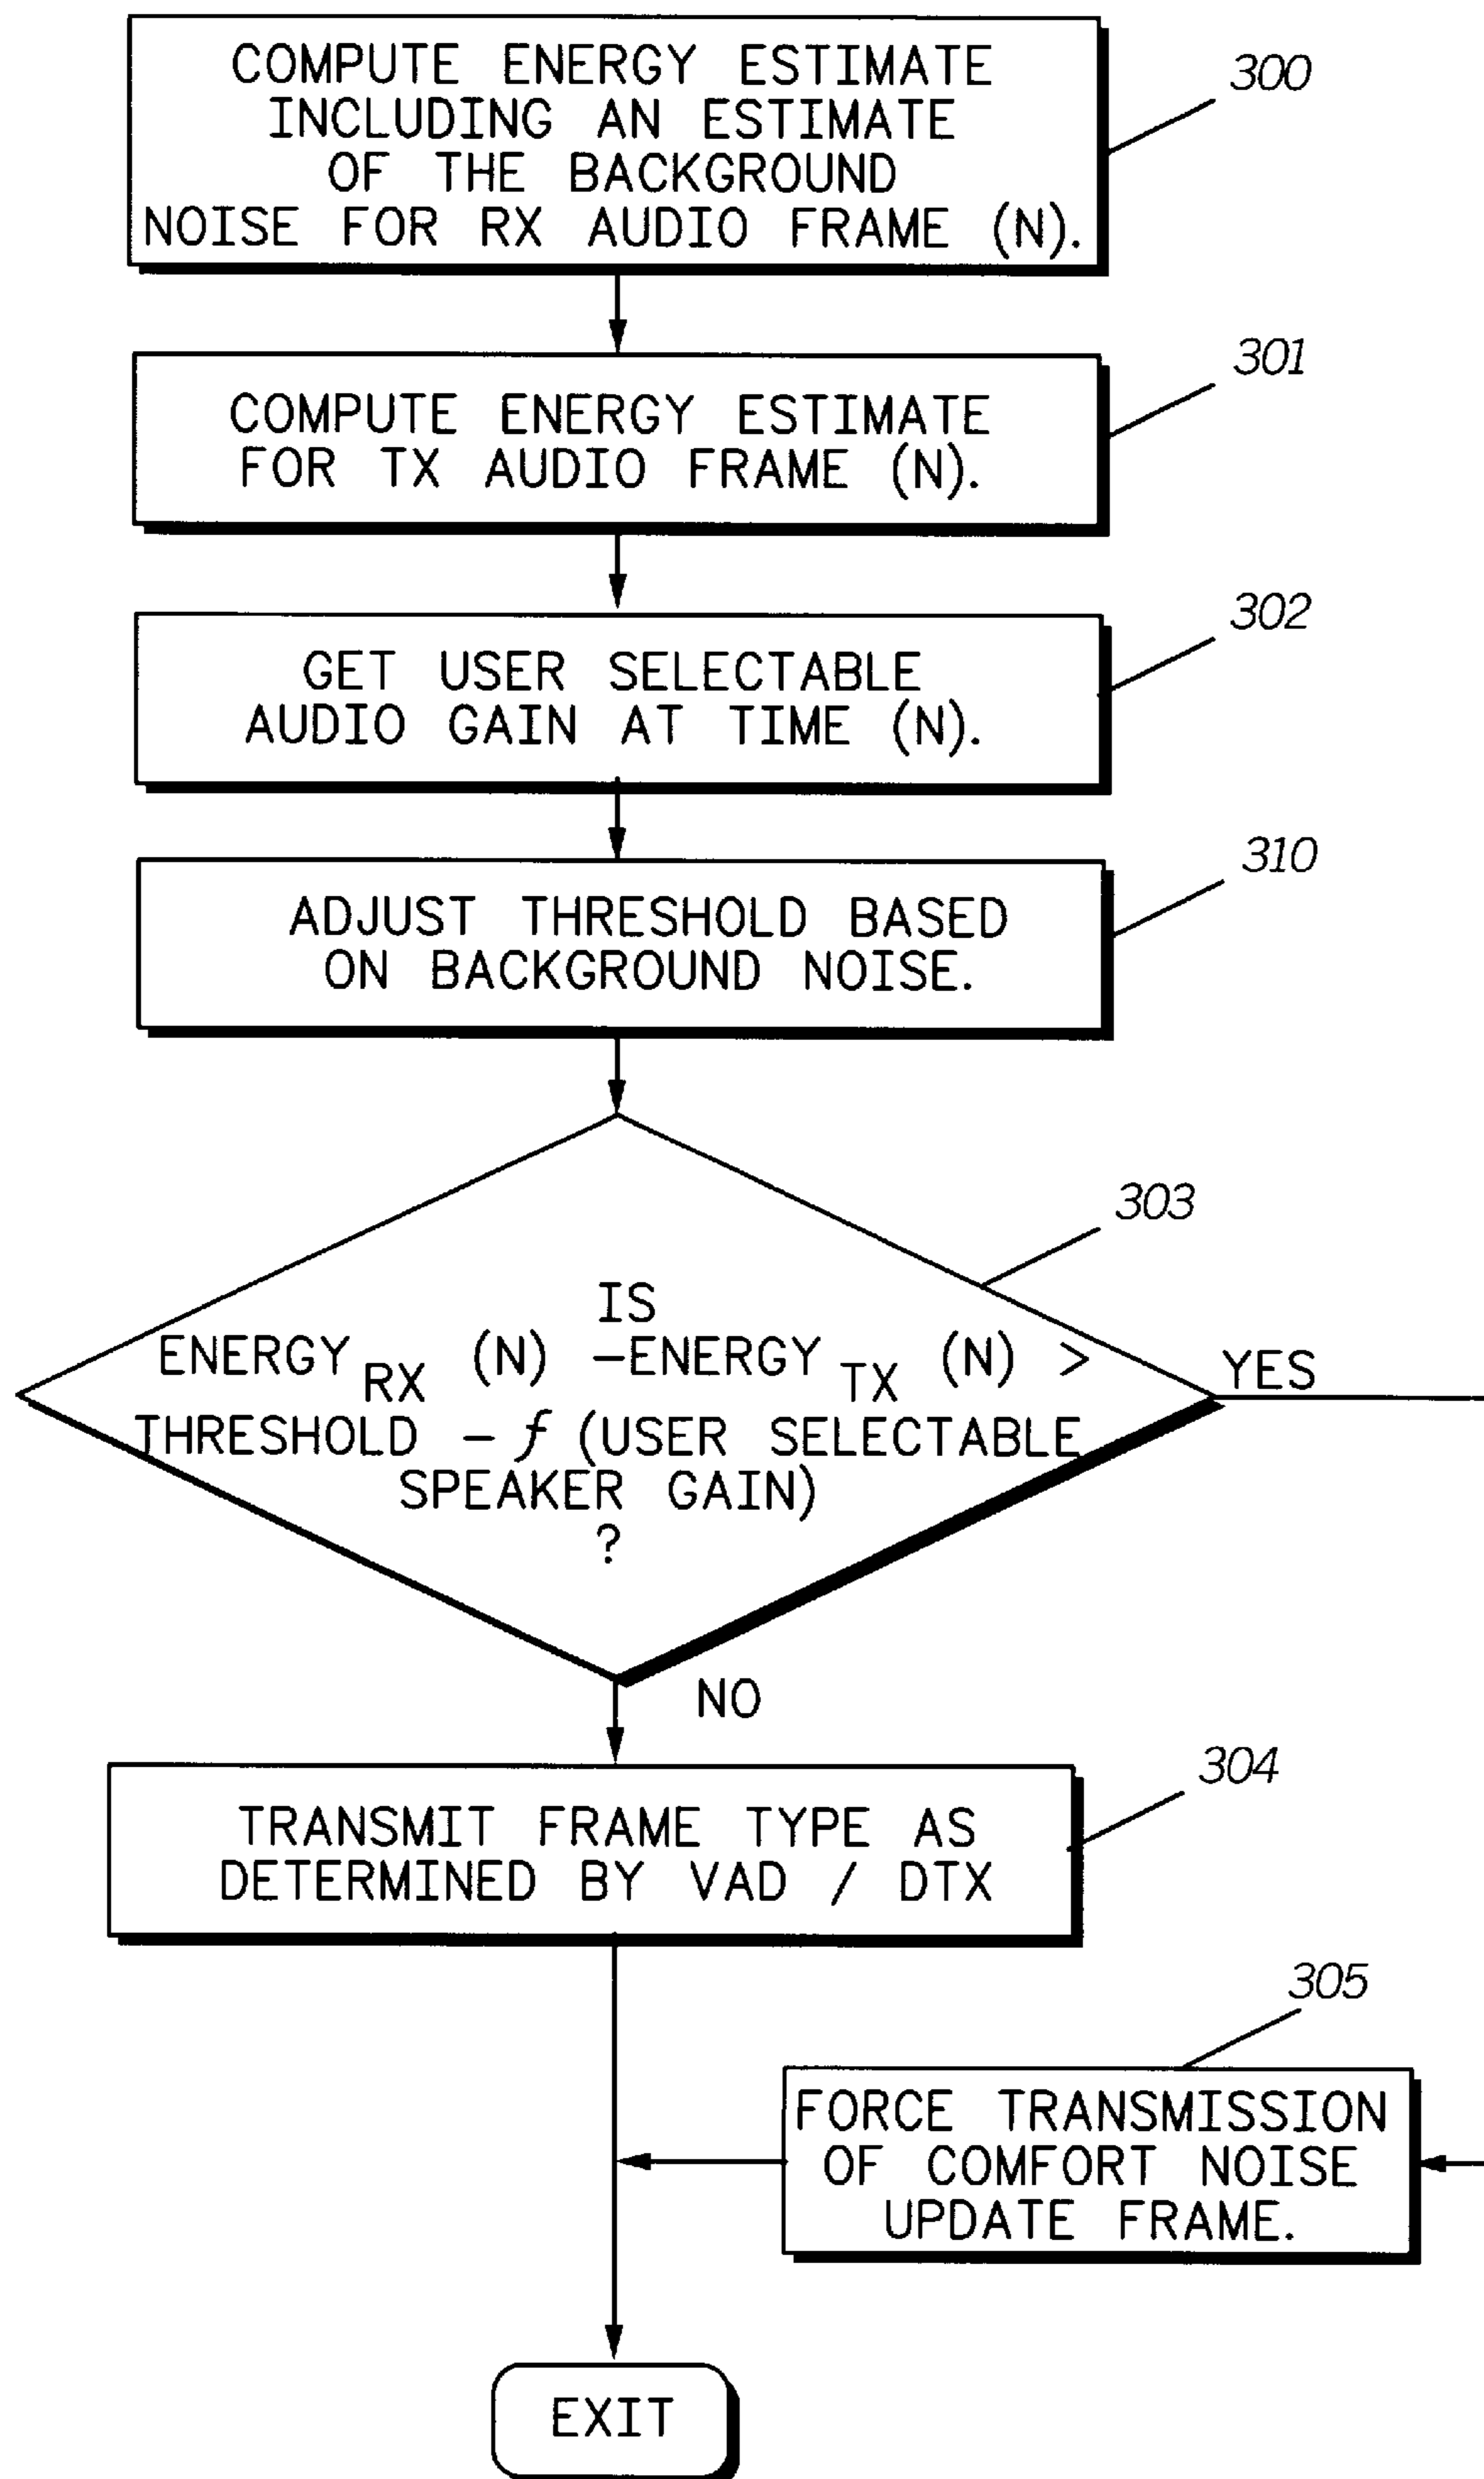 COMPUTE ENERGY ESTIMATE
INCLUDING AN ESTIMATE
OF THE BACKGROUND
NOISE FOR RX AUDIO FRAME (N).
300
COMPUTE ENERGY ESTIMATE
FOR TX AUDIO FRAME (N).
301
GET USER SELECTABLE
AUDIO GAIN AT TIME (N).
302
ADJUST THRESHOLD BASED
ON BACKGROUND NOISE.
310
303
IS
ENERGY RX (N) –ENERGY TX (N) >
THRESHOLD – f (USER SELECTABLE
SPEAKER GAIN)
?
YES
NO
TRANSMIT FRAME TYPE AS
DETERMINED BY VAD / DTX
304
305
FORCE TRANSMISSION
OF COMFORT NOISE
UPDATE FRAME.
EXIT